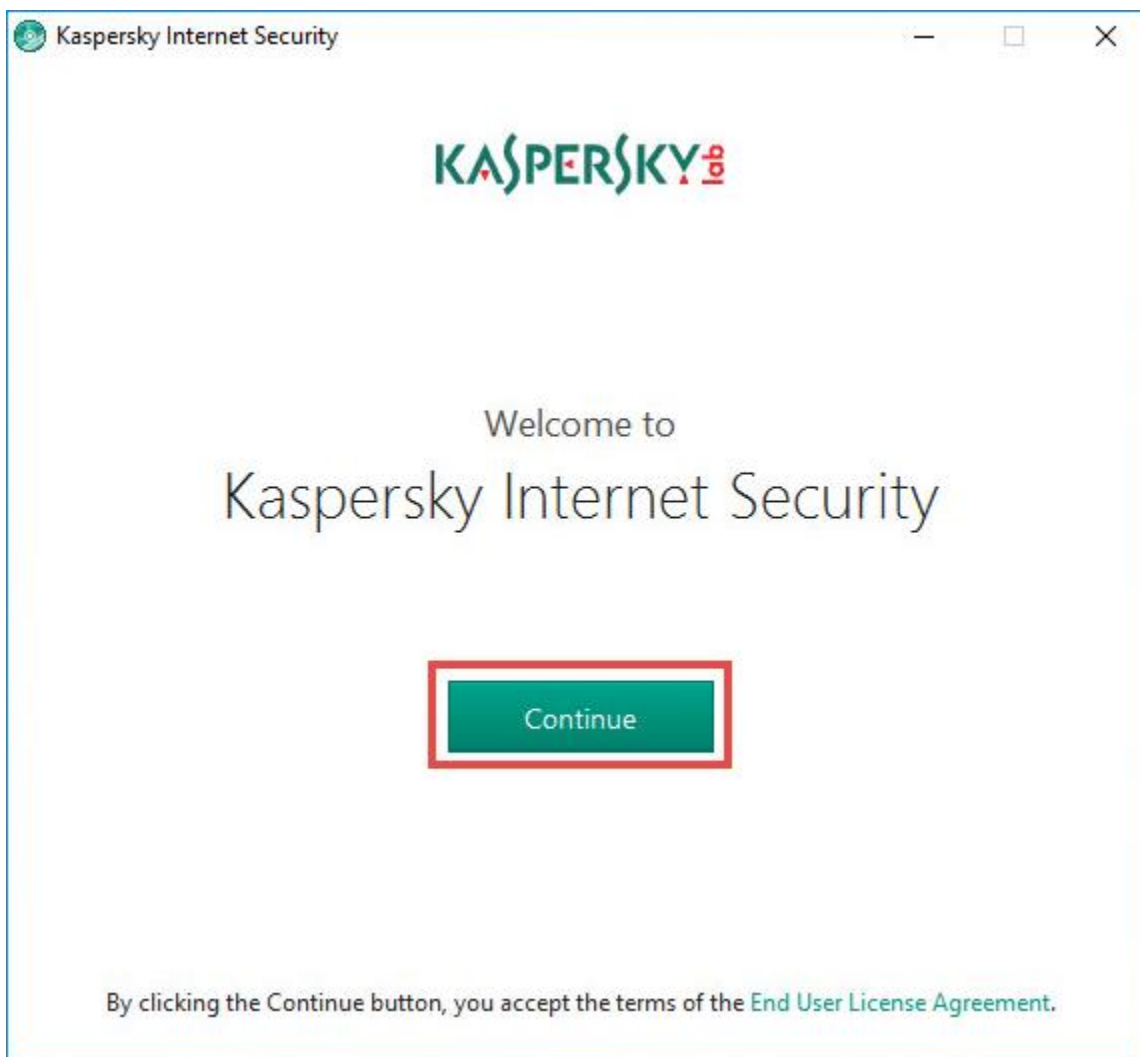 Kaspersky Internet Security
KASPERSKY lab
Welcome to
Kaspersky Internet Security
Continue
By clicking the Continue button, you accept the terms of the End User License Agreement.